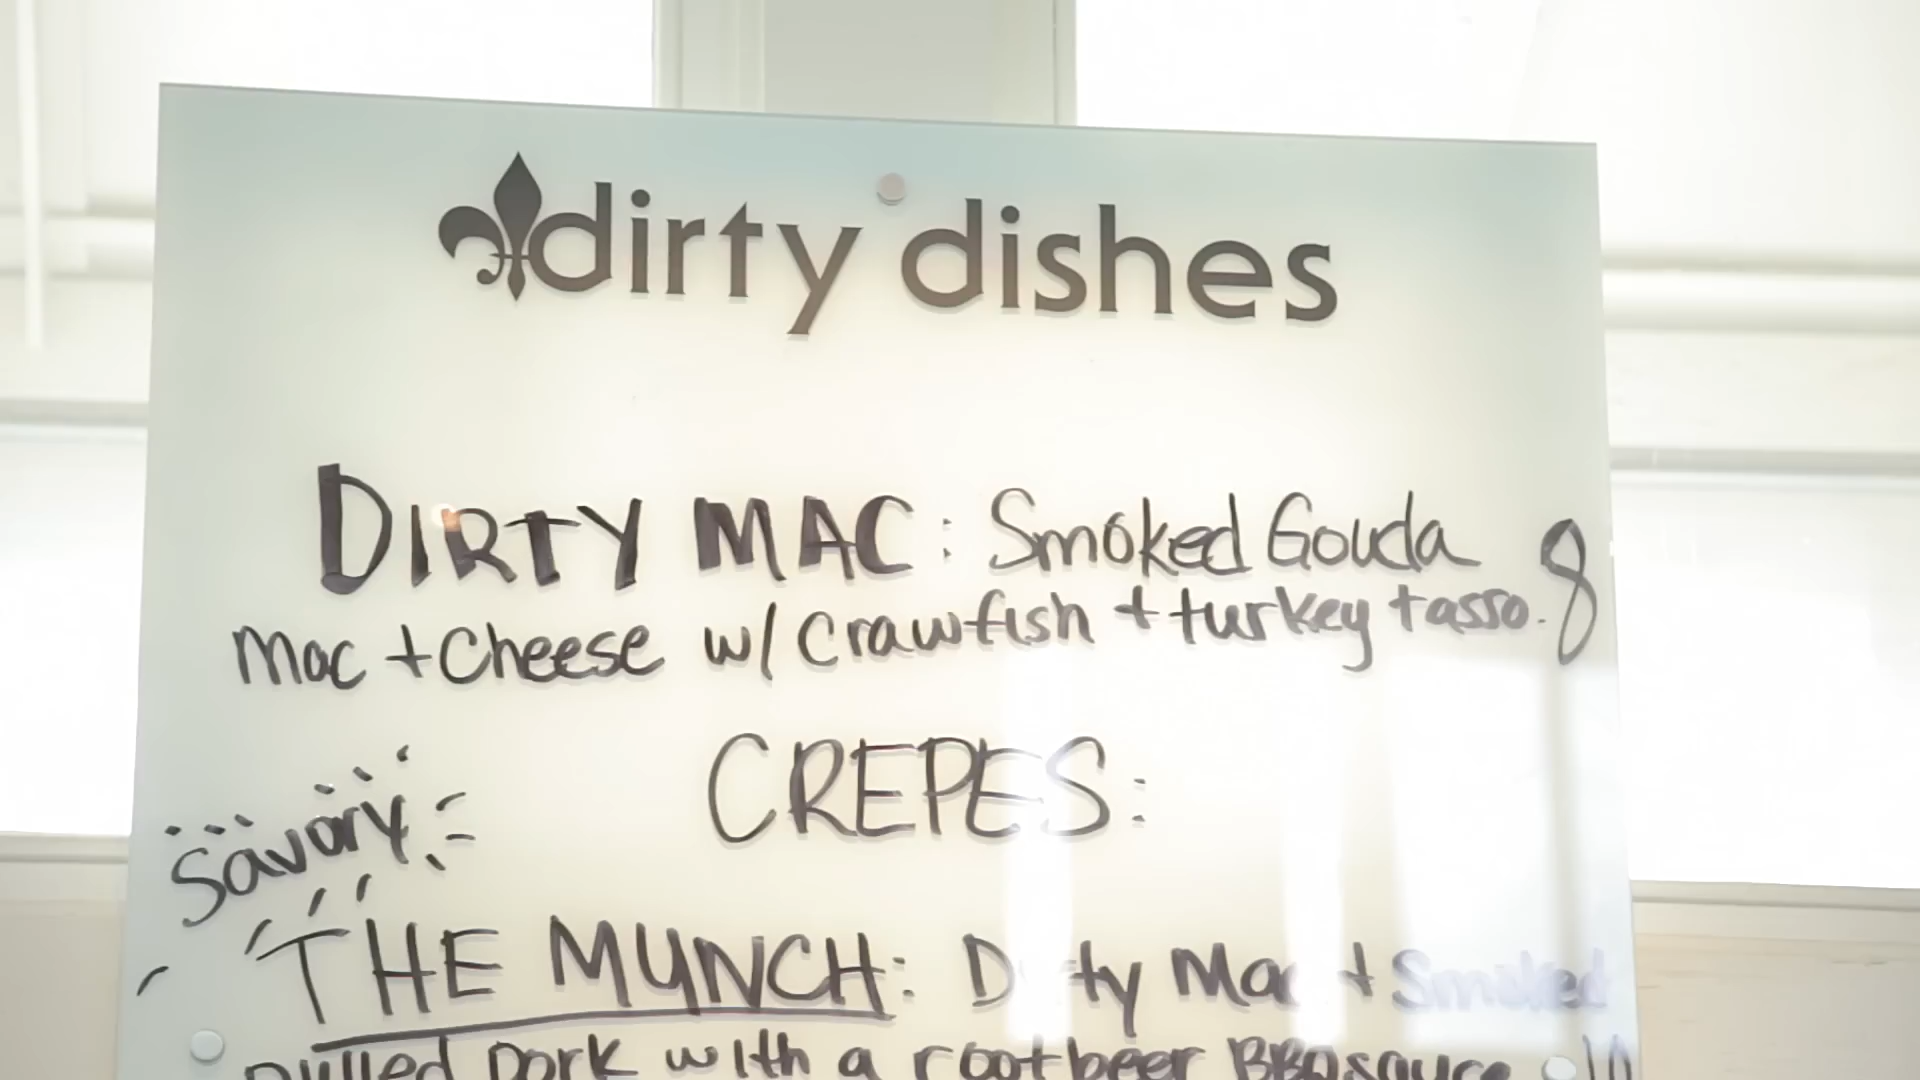 dirty dishes
DIRTY MAC: Smoked Gouda
Mac + Cheese w/ Crawfish + turkey tasso. 8
CREPES:
Savory
THE MUNCH: Dirty Mac + Smoked
Pulled Pork with a rootbeer BBQ sauce. 10